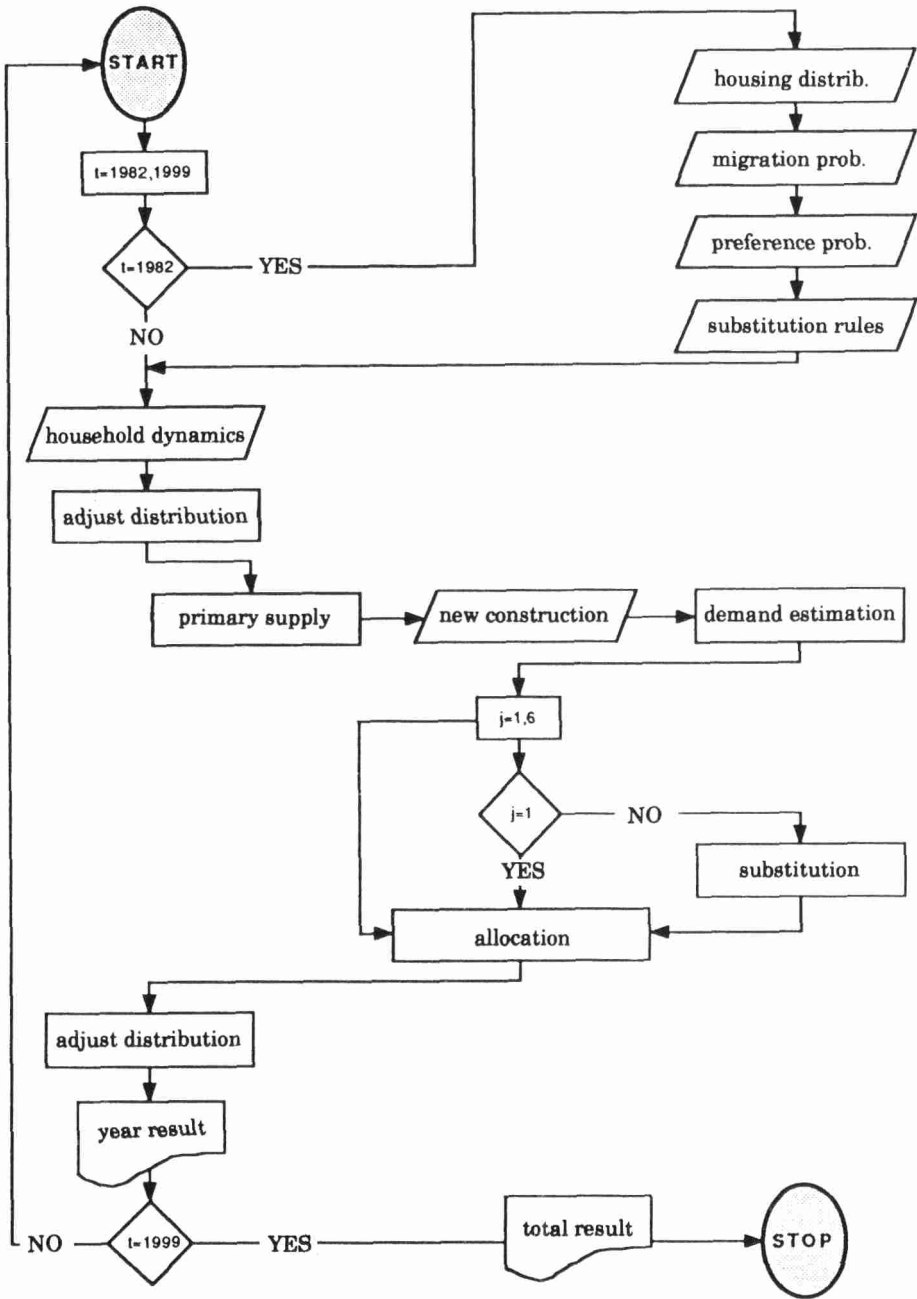 START
t=1982,1999
t=1982
YES
NO
housing distrib.
migration prob.
preference prob.
substitution rules
household dynamics
adjust distribution
primary supply
new construction
demand estimation
j=1,6
j=1
NO
YES
substitution
allocation
adjust distribution
year result
t=1999
NO
YES
total result
STOP